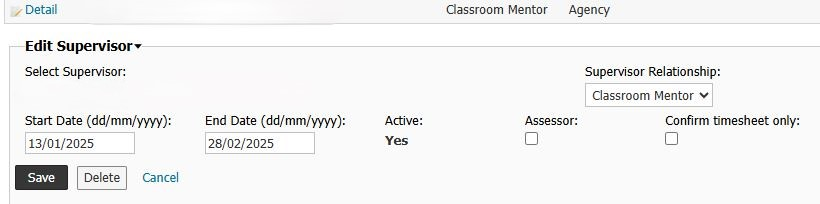 Detail Classroom Mentor Agency
Edit Supervisor
Select Supervisor: Supervisor Relationship:
Classroom Mentor
Start Date (dd/mm/yyyy): End Date (dd/mm/yyyy): Active: Assessor: Confirm timesheet only:
13/01/2025 28/02/2025 Yes
Save Delete Cancel